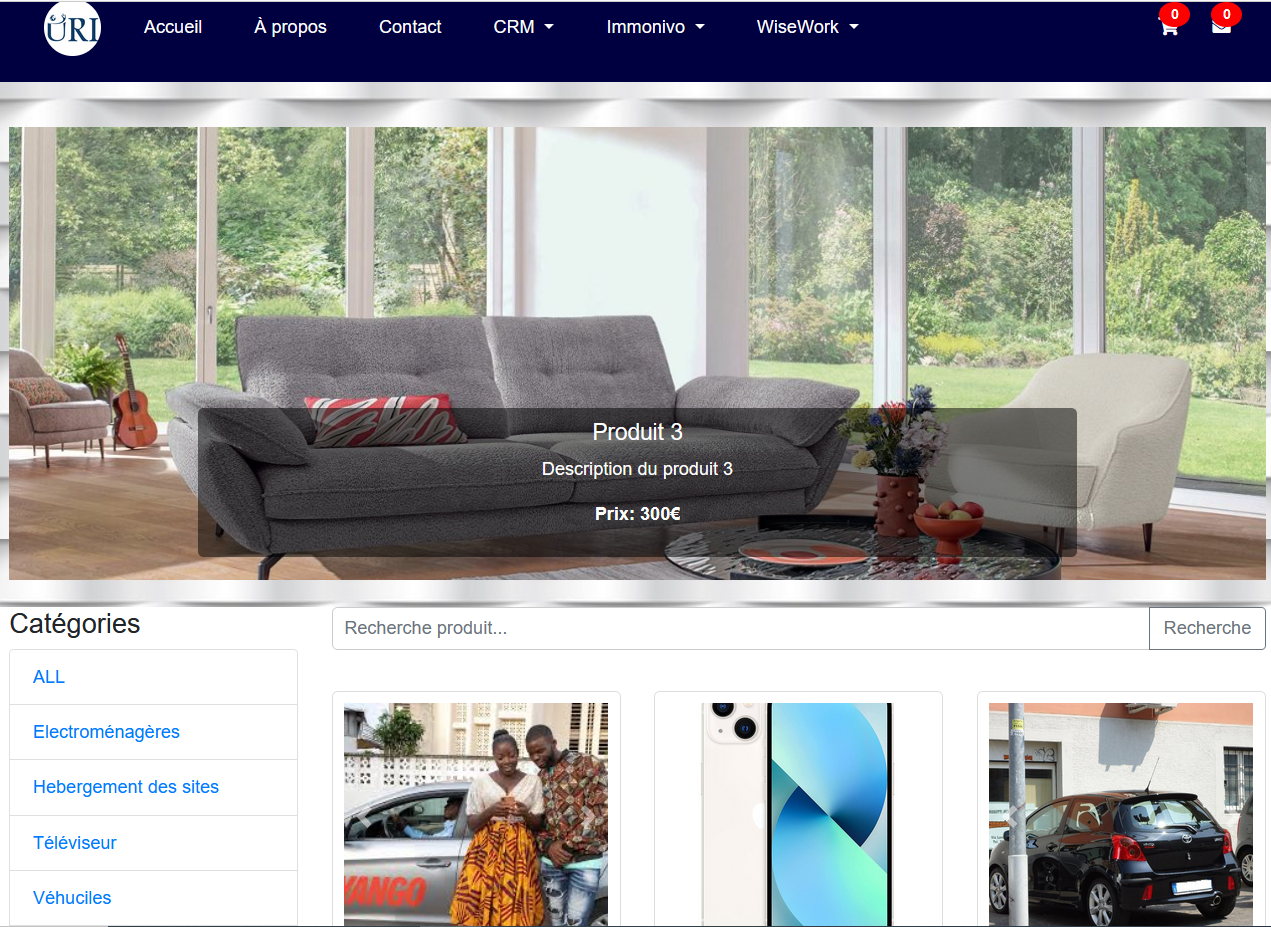 URI
Accueil
À propos
Contact
CRM
Immonivo
WiseWork
0
0
Produit 3
Description du produit 3
Prix: 300€
Catégories
Recherche produit...
Recherche
ALL
Electroménagères
Hebergement des sites
Téléviseur
Véhuciles
YANGO